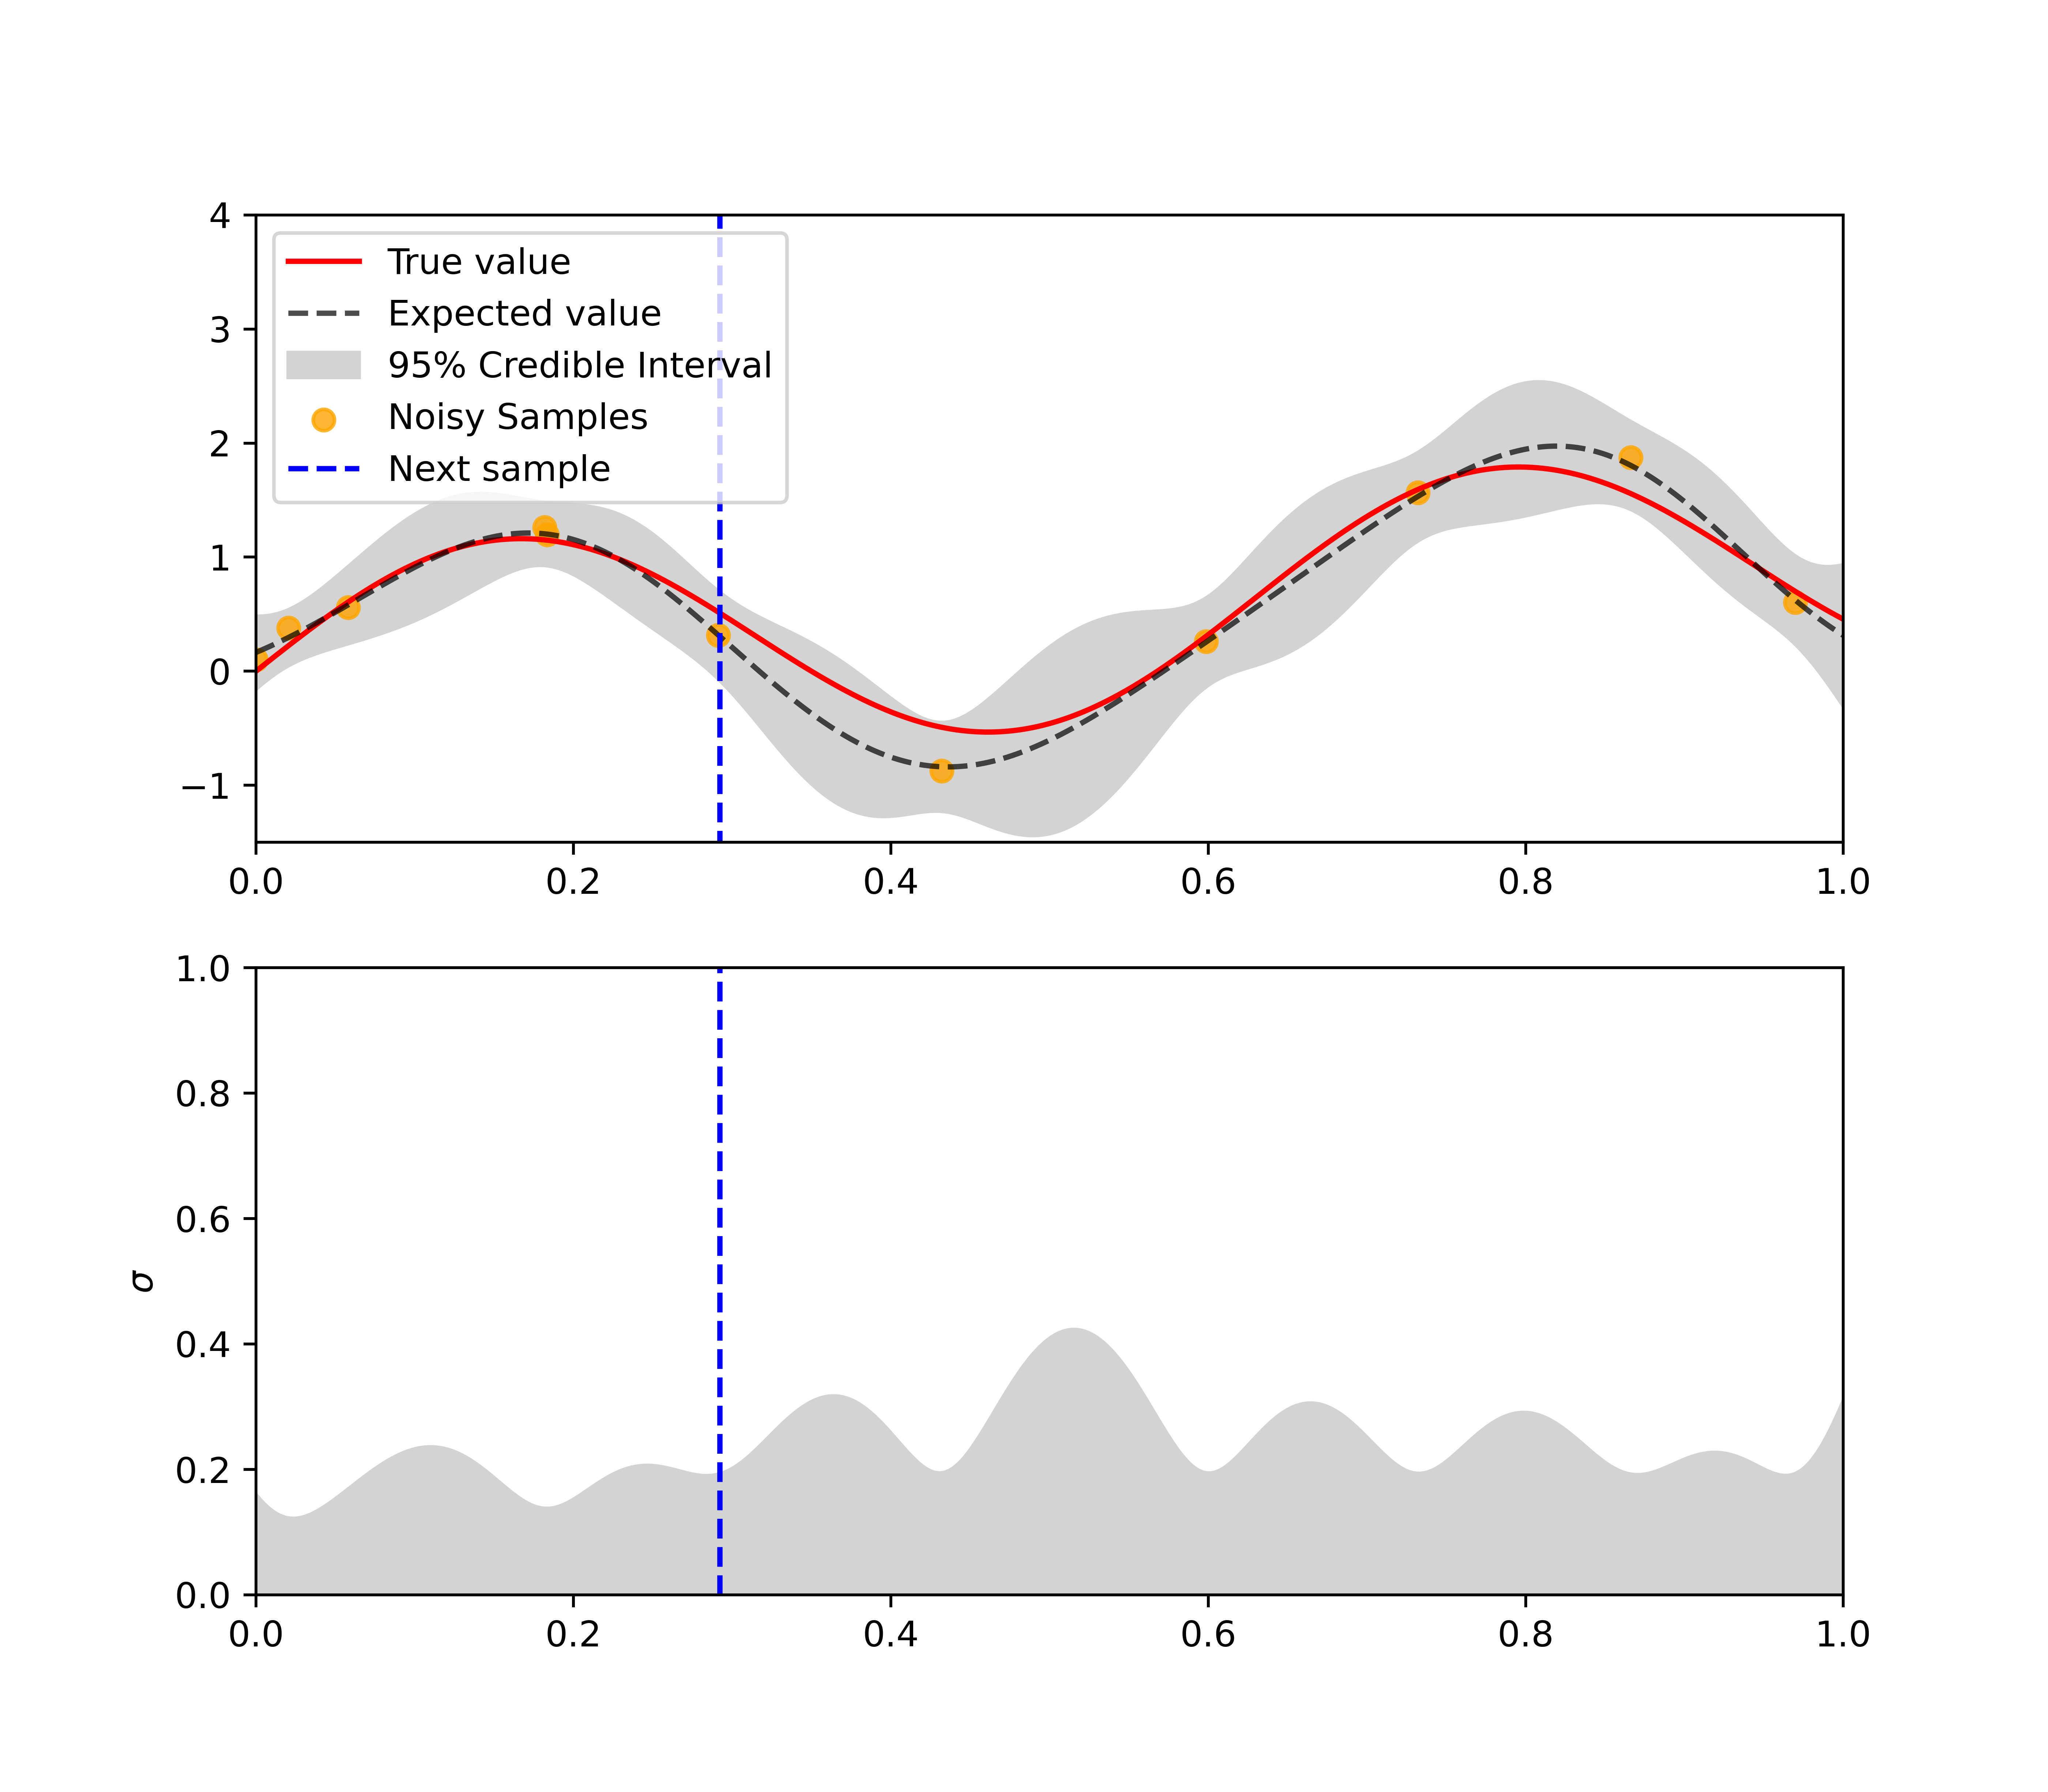 4
3
2
1
0
−1
True value
Expected value
95% Credible Interval
Noisy Samples
Next sample
0.0 0.2 0.4 0.6 0.8 1.0
1.0
0.8
0.6
0.4
0.2
0.0
σ
0.0 0.2 0.4 0.6 0.8 1.0